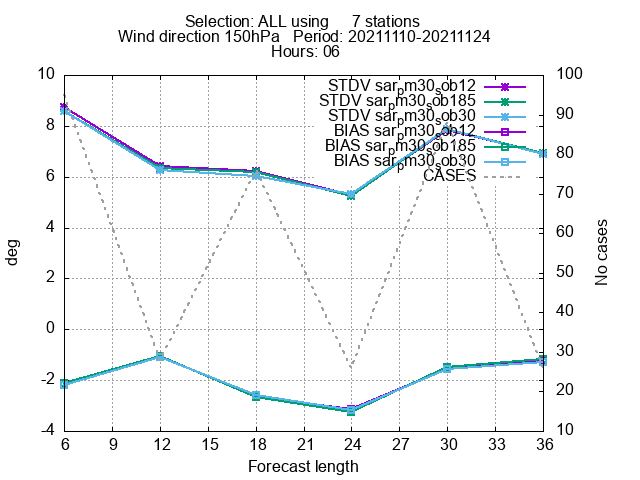 Selection: ALL using 7 stations
Wind direction 150hPa Period: 20211110-20211124
Hours: 06
10
8
6
4
2
0
-2
-4
deg
100
90
80
70
60
50
40
30
20
10
No cases
STDV sar_pm30_sob12
STDV sar_pm30_sob185
STDV sar_pm30_sob30
BIAS sar_pm30_sob12
BIAS sar_pm30_sob185
BIAS sar_pm30_sob30
CASES
6 9 12 15 18 21 24 27 30 33 36
Forecast length